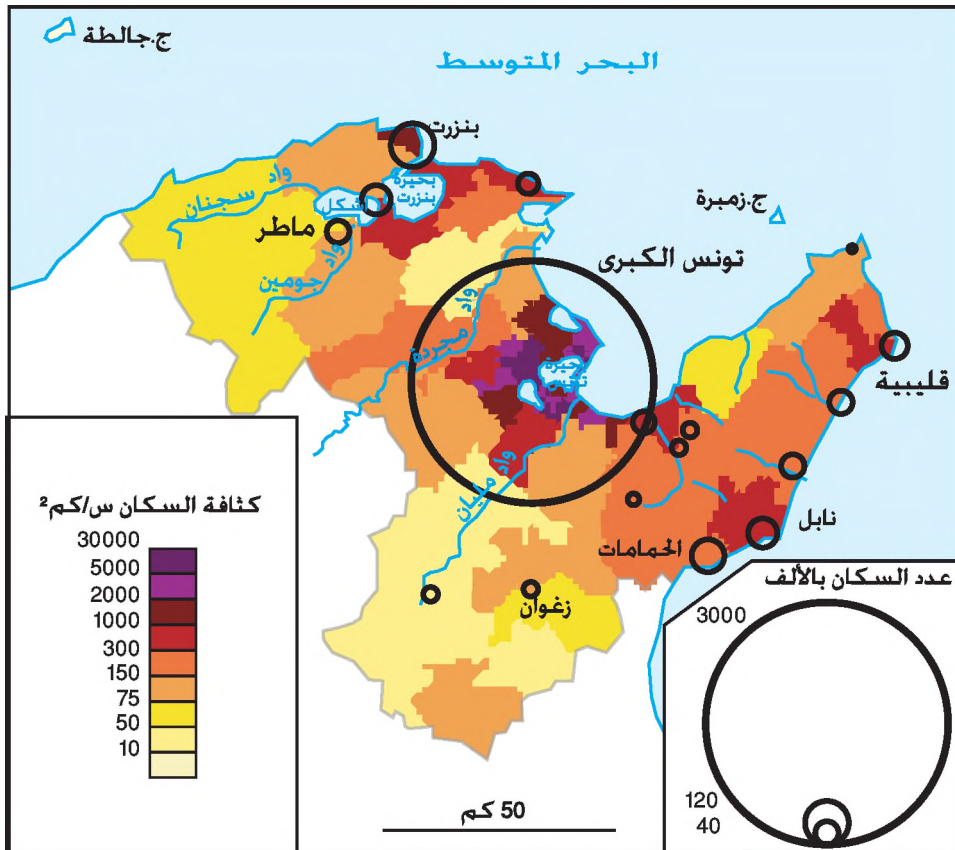 ج.جالطة
البحر المتوسط
بنزرت
بحيرة
بنزرت
واد سجنان
اشكل
ج.زمبرة
ماطر
واد جومين
تونس الكبرى
واد مجردة
بحيرة
تونس
قليبية
واد مليان
نابل
الحمامات
زغوان
كثافة السكان س/كم²
30000
5000
2000
1000
300
150
75
50
10
50 كم
عدد السكان بالألف
3000
120
40